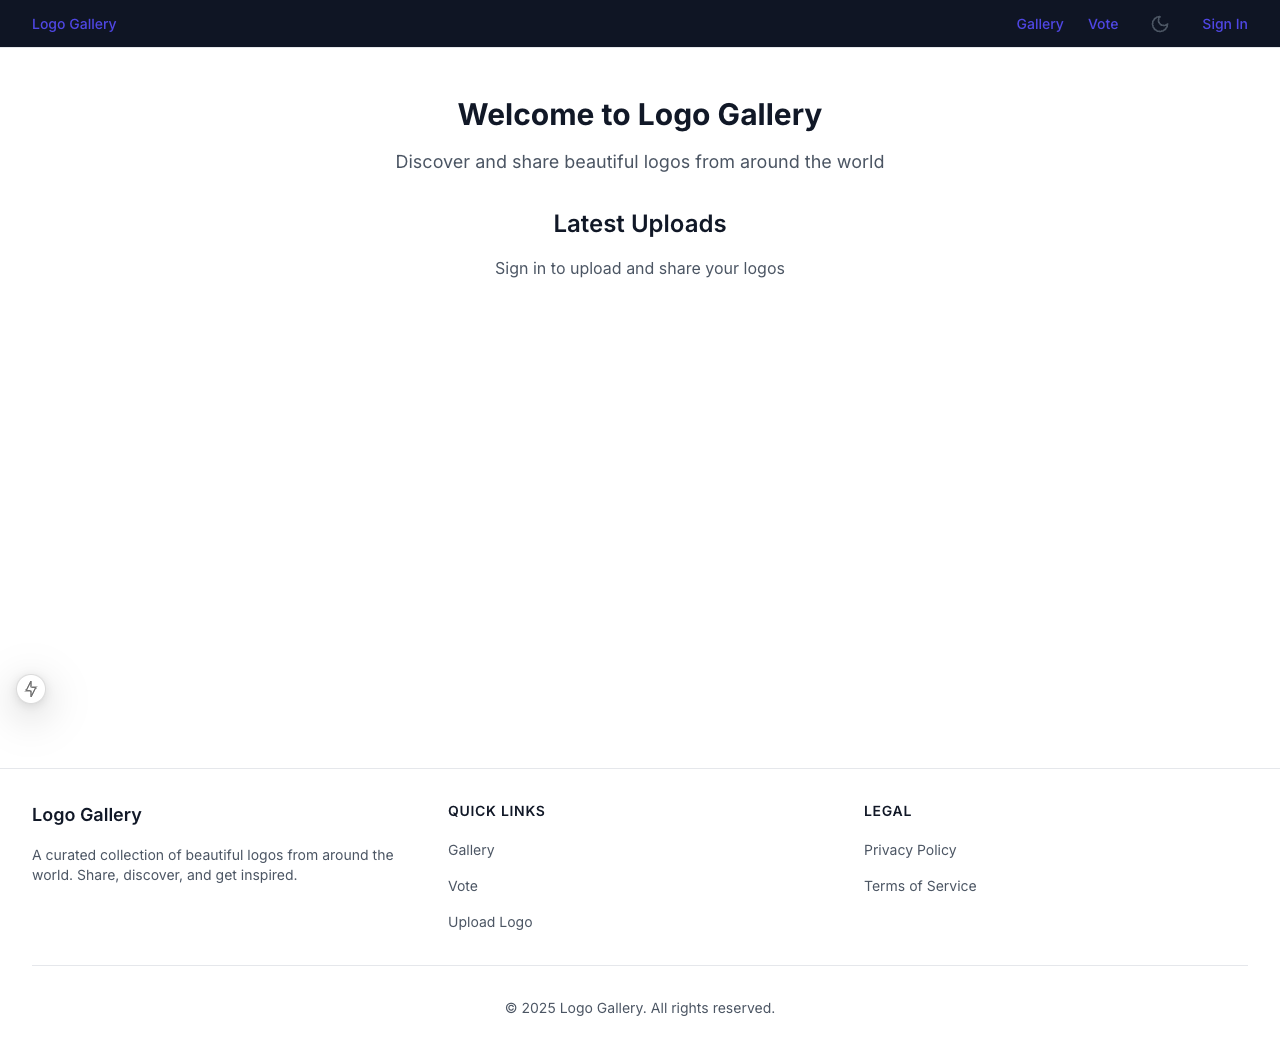 Logo Gallery
Gallery
Vote
Sign In
Welcome to Logo Gallery
Discover and share beautiful logos from around the world
Latest Uploads
Sign in to upload and share your logos
Logo Gallery
A curated collection of beautiful logos from around the
world. Share, discover, and get inspired.
QUICK LINKS
Gallery
Vote
Upload Logo
LEGAL
Privacy Policy
Terms of Service
© 2025 Logo Gallery. All rights reserved.